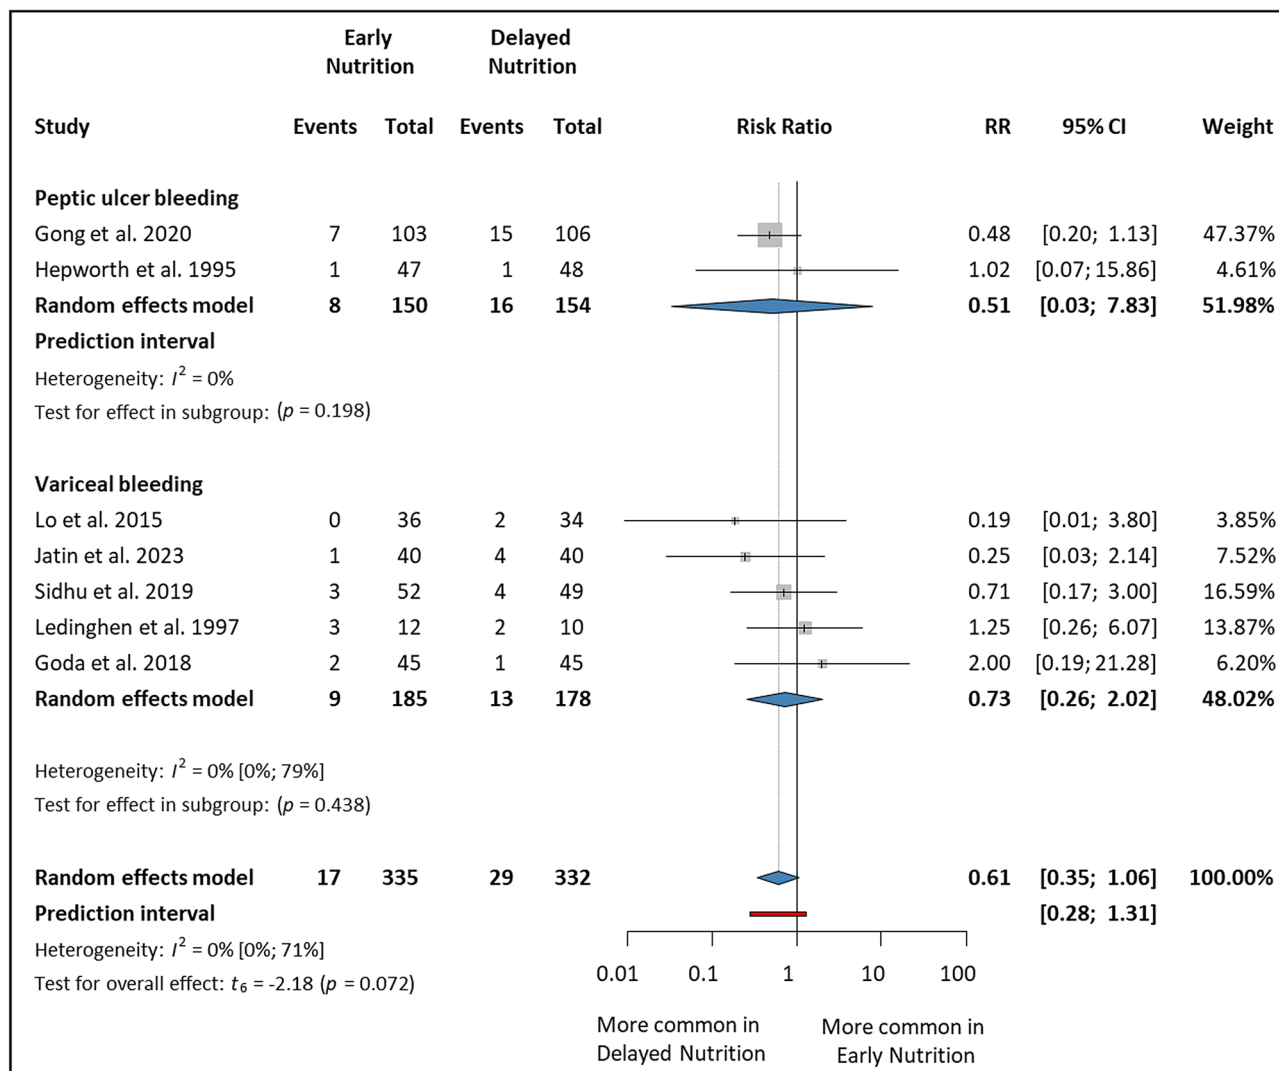 Early Nutrition Delayed Nutrition
Study Events Total Events Total Risk Ratio RR 95% CI Weight
Peptic ulcer bleeding
Gong et al. 2020 7 103 15 106 0.48 [0.20; 1.13] 47.37%
Hepworth et al. 1995 1 47 1 48 1.02 [0.07; 15.86] 4.61%
Random effects model 8 150 16 154 0.51 [0.03; 7.83] 51.98%
Prediction interval
Heterogeneity: I² = 0%
Test for effect in subgroup: (p = 0.198)
Variceal bleeding
Lo et al. 2015 0 36 2 34 0.19 [0.01; 3.80] 3.85%
Jatin et al. 2023 1 40 4 40 0.25 [0.03; 2.14] 7.52%
Sidhu et al. 2019 3 52 4 49 0.71 [0.17; 3.00] 16.59%
Ledinghen et al. 1997 3 12 2 10 1.25 [0.26; 6.07] 13.87%
Goda et al. 2018 2 45 1 45 2.00 [0.19; 21.28] 6.20%
Random effects model 9 185 13 178 0.73 [0.26; 2.02] 48.02%
Heterogeneity: I² = 0% [0%; 79%]
Test for effect in subgroup: (p = 0.438)
Random effects model 17 335 29 332 0.61 [0.35; 1.06] 100.00%
Prediction interval [0.28; 1.31]
Heterogeneity: I² = 0% [0%; 71%]
Test for overall effect: t₆ = -2.18 (p = 0.072)
0.01 0.1 1 10 100
More common in Delayed Nutrition
More common in Early Nutrition